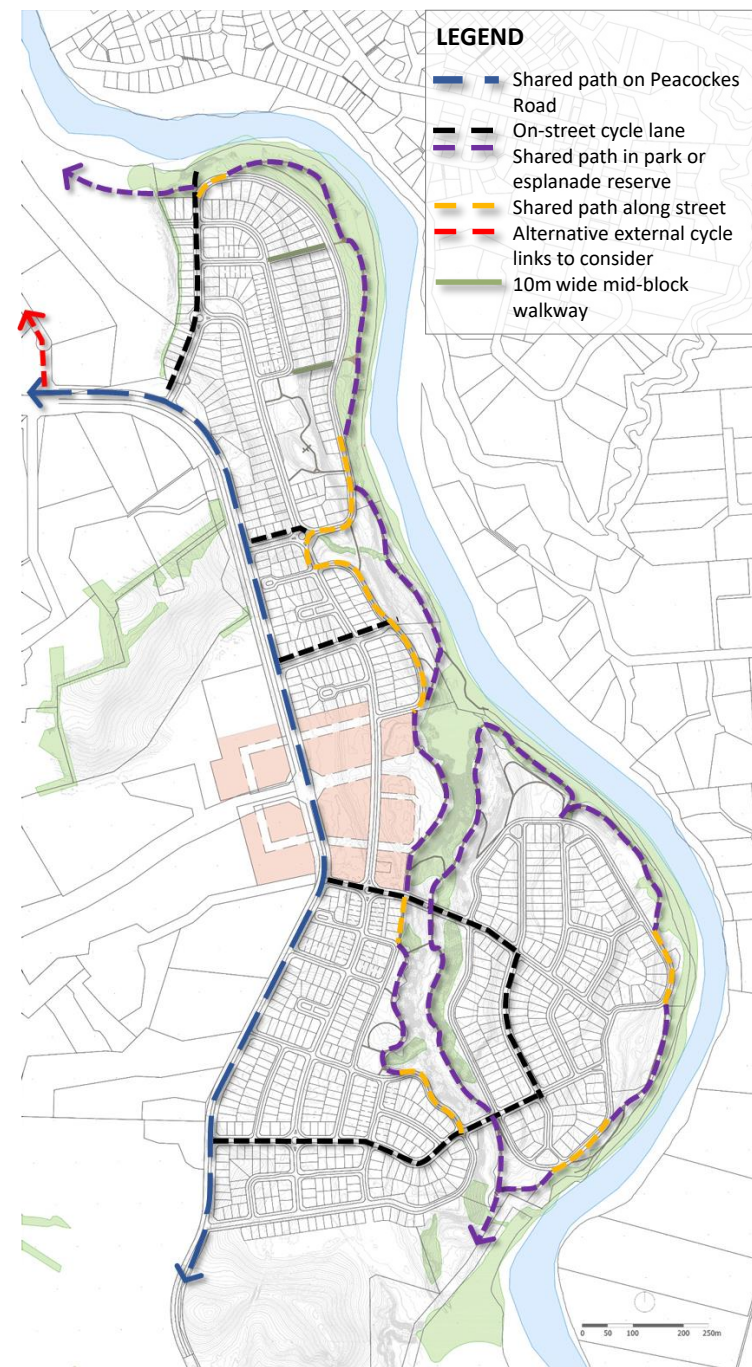 LEGEND
Shared path on Peacockes
Road
On-street cycle lane
Shared path in park or
esplanade reserve
Shared path along street
Alternative external cycle
links to consider
10m wide mid-block
walkway
0 50 100 200 250m